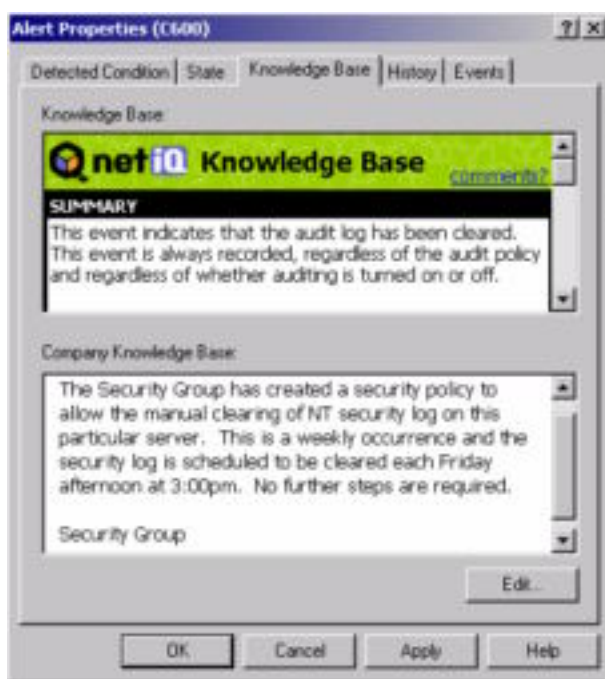 Alert Properties (C600)
Detected Condition State Knowledge Base History Events
Knowledge Base:
netiQ Knowledge Base comments?
SUMMARY
This event indicates that the audit log has been cleared.
This event is always recorded, regardless of the audit policy
and regardless of whether auditing is turned on or off.
Company Knowledge Base:
The Security Group has created a security policy to
allow the manual clearing of NT security log on this
particular server. This is a weekly occurrence and the
security log is scheduled to be cleared each Friday
afternoon at 3:00pm. No further steps are required.
Security Group
Edit...
OK Cancel Apply Help